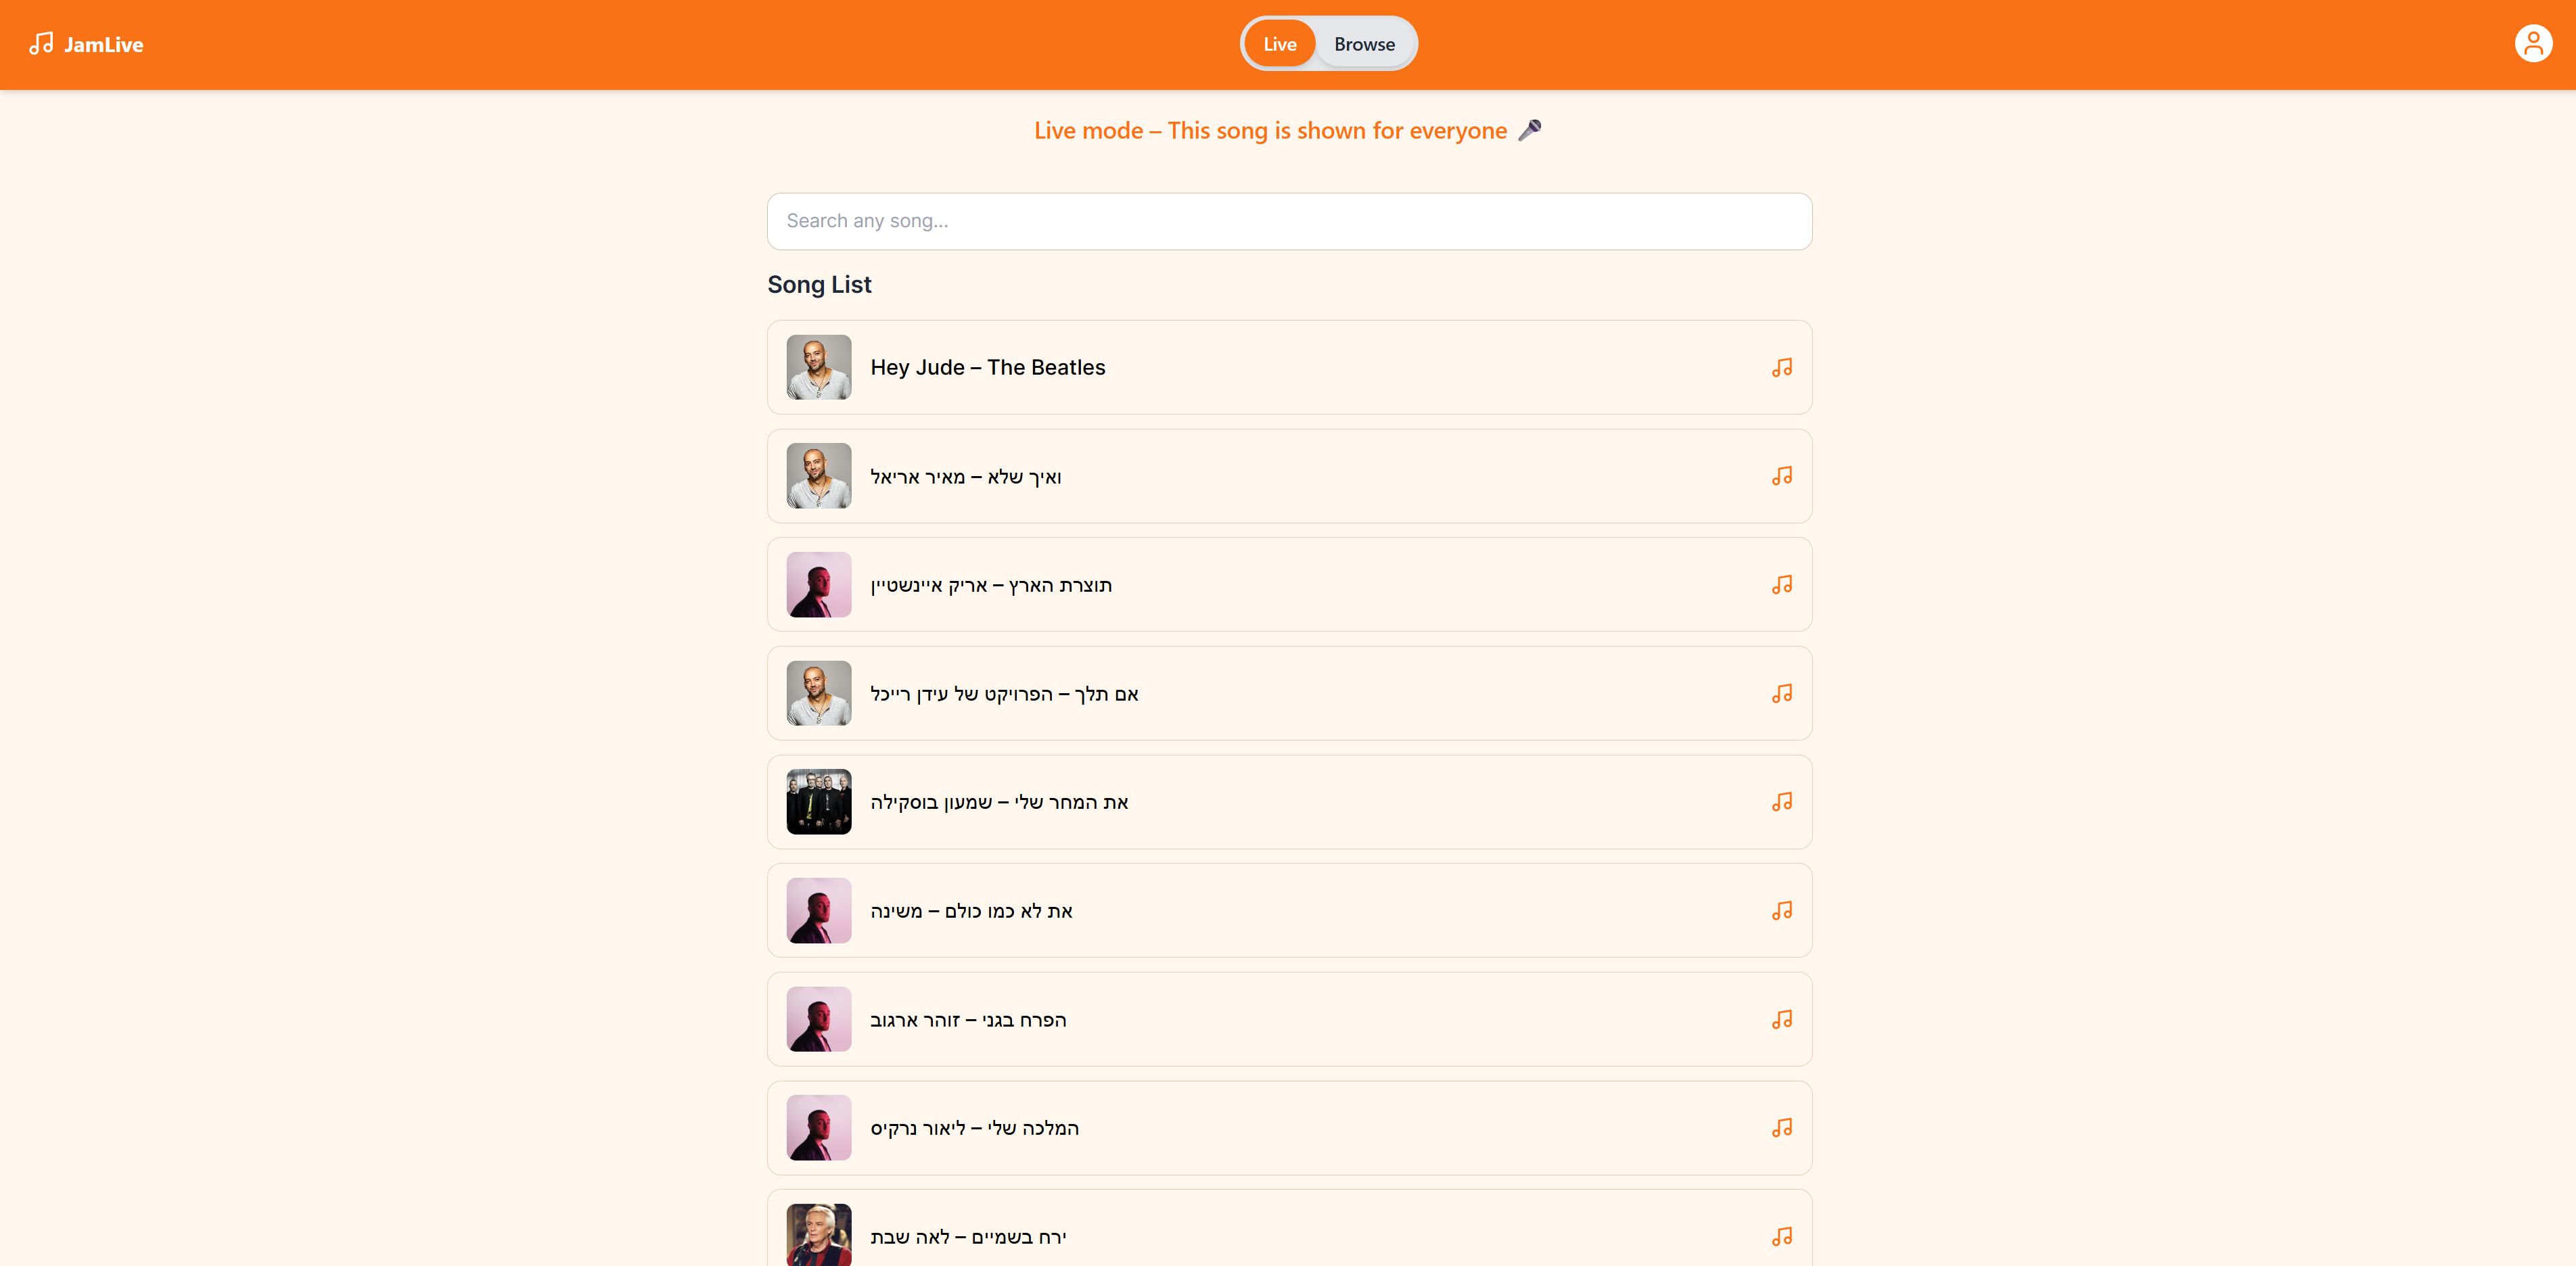 JamLive
Live
Browse
Live mode – This song is shown for everyone 🎤
Search any song...
Song List
Hey Jude – The Beatles
ואיך שלא – מאיר אריאל
תוצרת הארץ – אריק איינשטיין
אם תלך – הפרויקט של עידן רייכל
את המחר שלי – שמעון בוסקילה
את לא כמו כולם – משינה
הפרח בגני – זוהר ארגוב
המלכה שלי – ליאור נרקיס
ירח בשמיים – לאה שבת